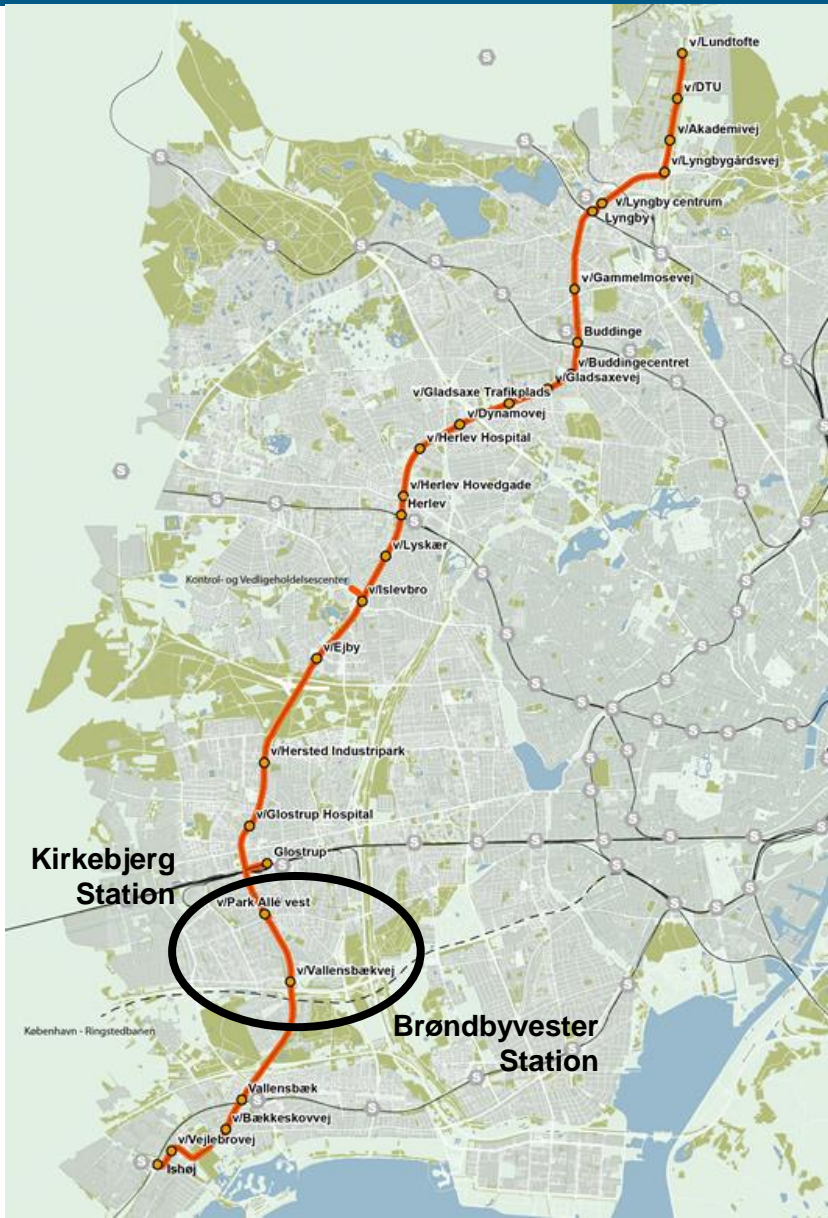 v/Lundtofte
v/DTU
v/Akademivej
v/Lyngbygårdsvej
v/Lyngby centrum
Lyngby
v/Gammelmosevej
Buddinge
v/Buddingecentret
v/Gladsaxevej
v/Gladsaxe Trafikplads
v/Dynamovej
v/Herlev Hospital
v/Herlev Hovedgade
Herlev
v/Lyskær
Kontrol- og Vedligeholdelsescenter
v/Islevbro
v/Ejby
v/Hersted Industripark
v/Glostrup Hospital
Glostrup
Kirkebjerg
Station
v/Park Allé vest
v/Vallensbækvej
København - Ringstedbanen
Brøndbyvester
Station
Vallensbæk
v/Bækkeskovvej
v/Vejlebrovej
Ishøj